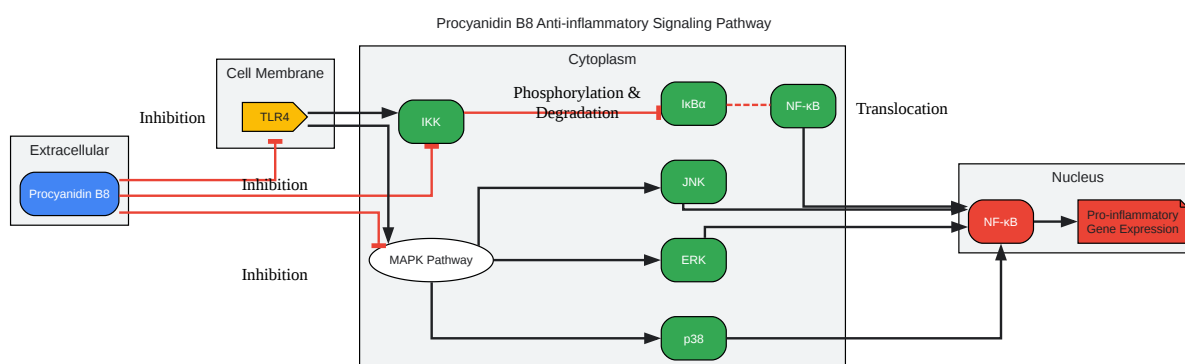 Procyanidin B8 Anti-inflammatory Signaling Pathway
Cytoplasm
Cell Membrane
Phosphorylation &
Degradation
IκBα
NF-κB
Translocation
TLR4
IKK
Inhibition
Extracellular
Procyanidin B8
Inhibition
JNK
Nucleus
NF-κB
Pro-inflammatory
Gene Expression
MAPK Pathway
ERK
Inhibition
p38